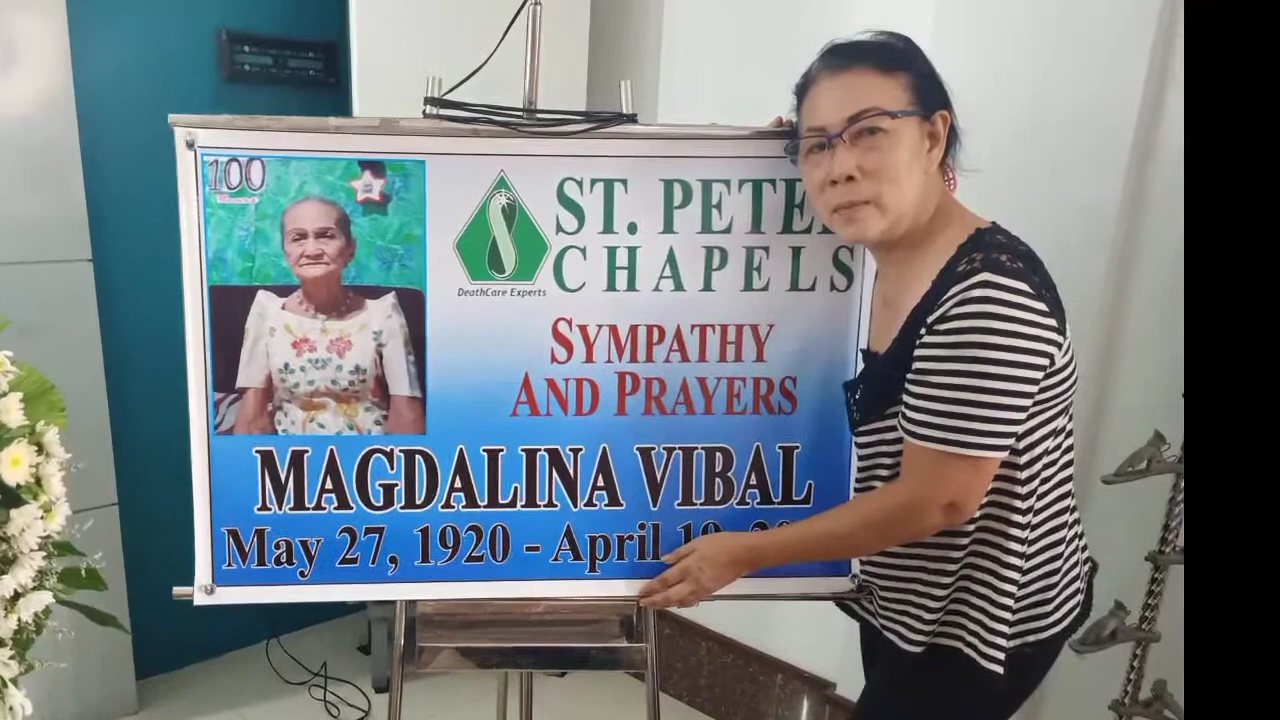 100
ST. PETE
CHAPELS
DeathCare Experts
SYMPATHY
AND PRAYERS
MAGDALINA VIBAL
May 27, 1920 - April